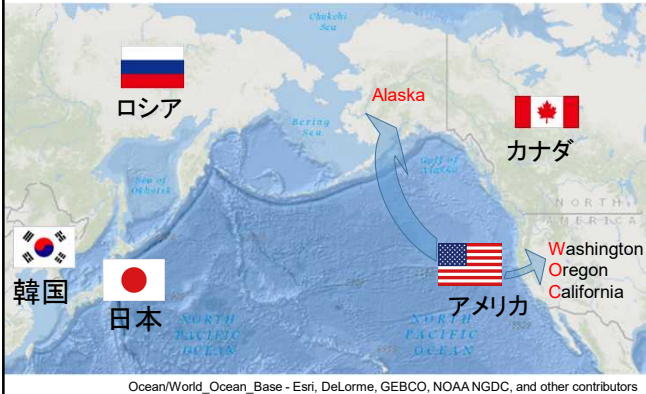 Chukchi
Sea
ロシア
Alaska
Bering
Sea
カナダ
Gulf of
Alaska
Sea of
Okhotsk
NORTH
AMERICA
韓国
日本
アメリカ
Washington
Oregon
California
NORTH
PACIFIC
OCEAN
NORTH
PACIFIC
OCEAN
Ocean/World_Ocean_Base - Esri, DeLorme, GEBCO, NOAA NGDC, and other contributors